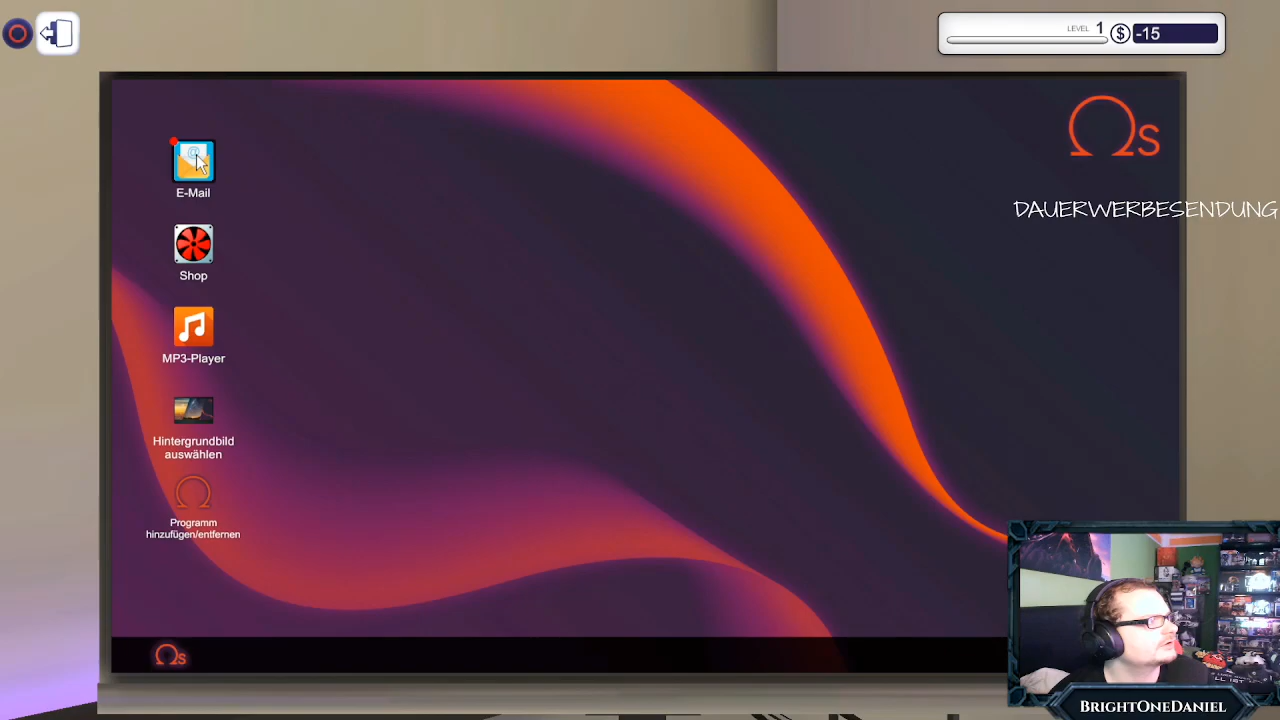 LEVEL 1
$ -15
Ωs
E-Mail
DAUERWERBESENDUNG
Shop
MP3-Player
Hintergrundbild
auswählen
Programm
hinzufügen/entfernen
Ωs
BrightOneDaniel